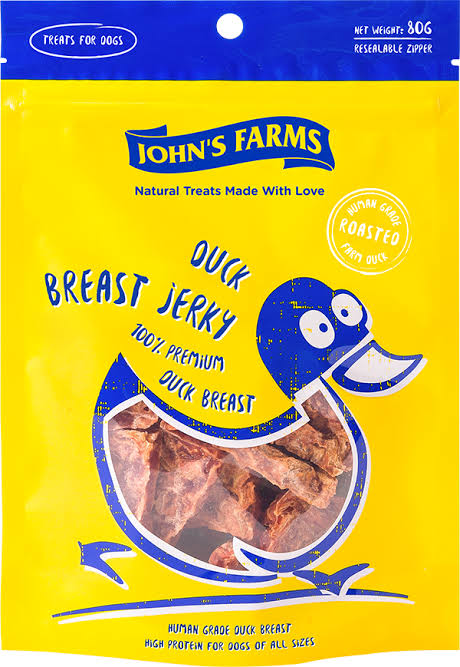 TREATS FOR DOGS
NET WEIGHT: 80G
RESEALABLE ZIPPER
JOHN'S FARMS
Natural Treats Made With Love
HUMAN GRADE
ROASTED
FARM DUCK
DUCK
BREAST JERKY
100% PREMIUM
DUCK BREAST
HUMAN GRADE DUCK BREAST
HIGH PROTEIN FOR DOGS OF ALL SIZES